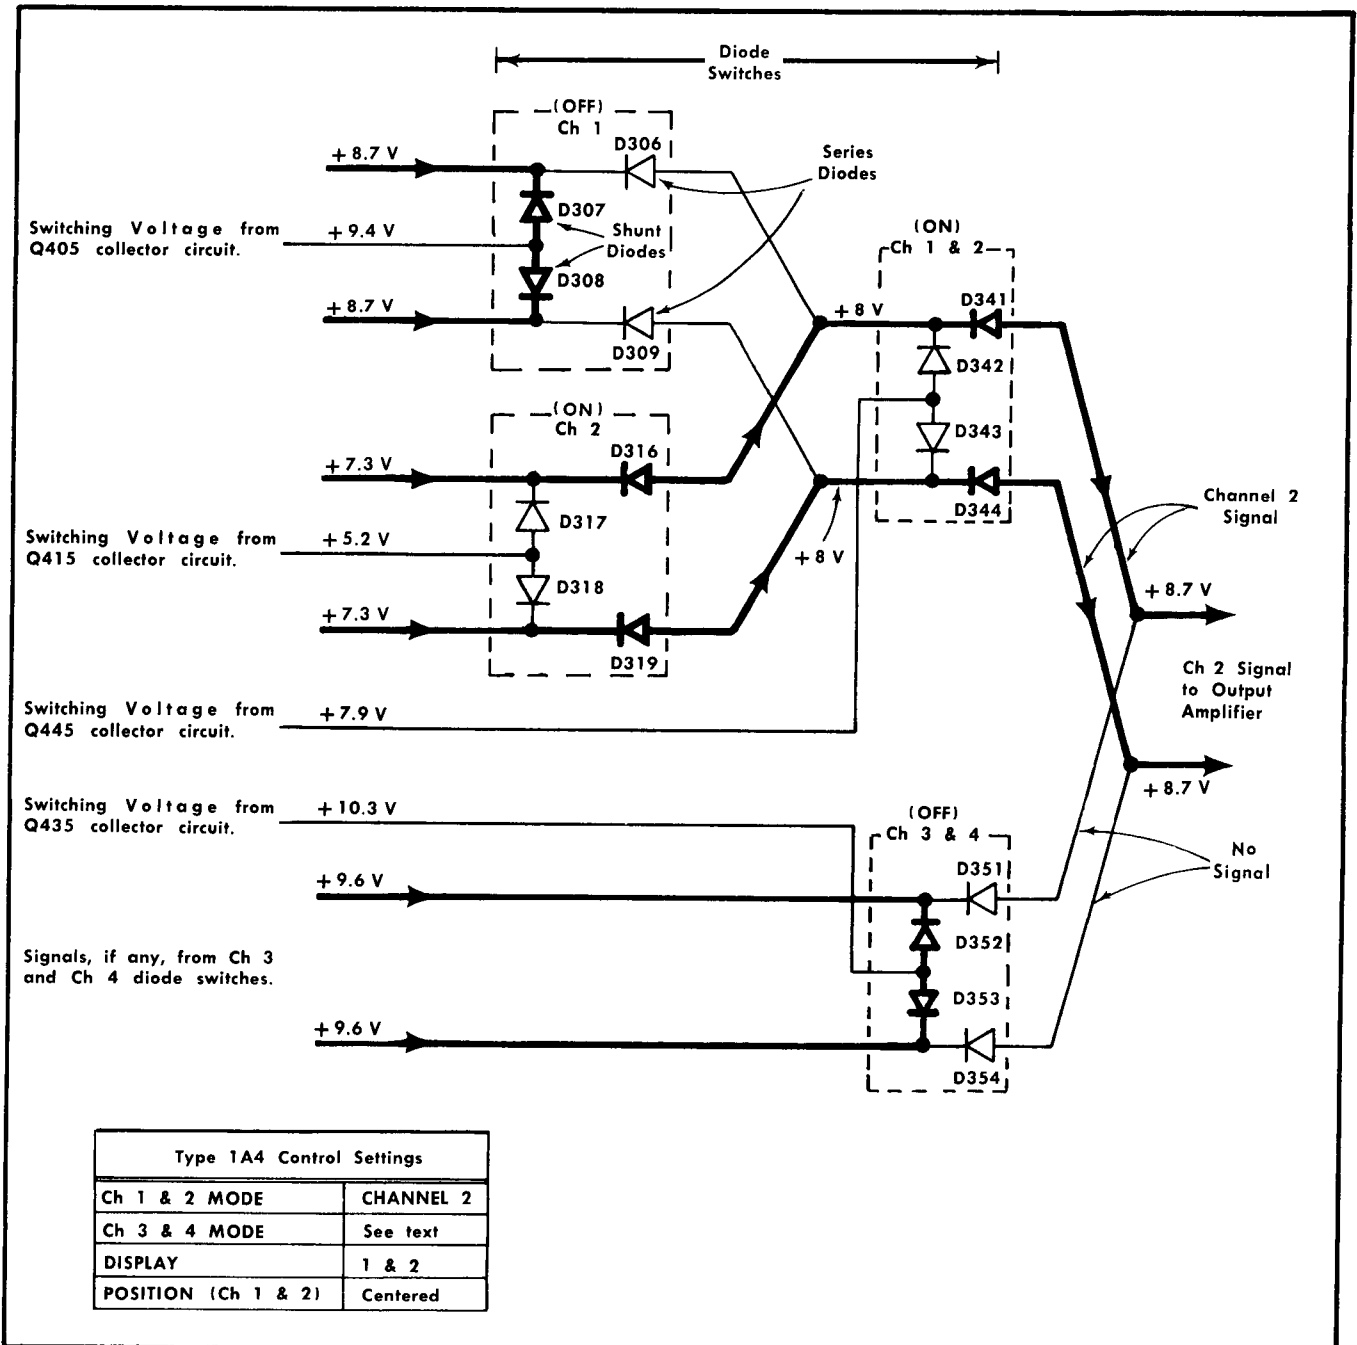 Diode
Switches
(OFF)
Ch 1
D306
Series
Diodes
+ 8.7 V
D307
Shunt
Diodes
Switching Voltage from
Q405 collector circuit.
+ 9.4 V
D308
+ 8.7 V
D309
(ON)
Ch 1 & 2
+ 8 V
D341
D342
D343
D344
(ON)
Ch 2
D316
+ 7.3 V
D317
Switching Voltage from
Q415 collector circuit.
+ 5.2 V
D318
+ 7.3 V
D319
+ 8 V
Channel 2
Signal
+ 8.7 V
Ch 2 Signal
to Output
Amplifier
+ 8.7 V
Switching Voltage from
Q445 collector circuit.
+ 7.9 V
Switching Voltage from
Q435 collector circuit.
+ 10.3 V
(OFF)
Ch 3 & 4
D351
No
Signal
+ 9.6 V
D352
Signals, if any, from Ch 3
and Ch 4 diode switches.
D353
+ 9.6 V
D354
Type 1A4 Control Settings
Ch 1 & 2 MODE CHANNEL 2
Ch 3 & 4 MODE See text
DISPLAY 1 & 2
POSITION (Ch 1 & 2) Centered